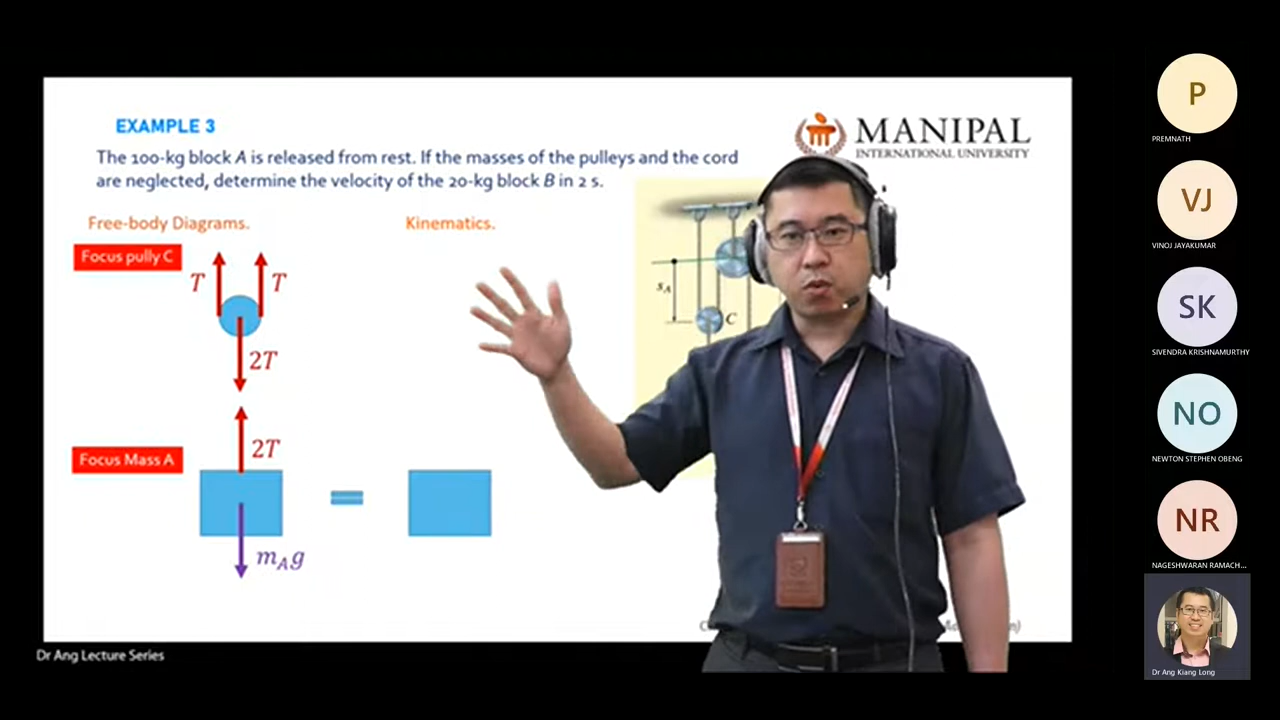 EXAMPLE 3
MANIPAL
INTERNATIONAL UNIVERSITY
The 100-kg block A is released from rest. If the masses of the pulleys and the cord
are neglected, determine the velocity of the 20-kg block B in 2 s.
Free-body Diagrams.
Kinematics.
Focus pully C
T
T
2T
sA
C
2T
Focus Mass A
mAg
Dr Ang Lecture Series
P
PREMNATH
VJ
VINOJ JAYAKUMAR
SK
SIVENDRA KRISHNAMURTHY
NO
NEWTON STEPHEN OBENG
NR
NAGESHWARAN RAMACH...
Dr Ang Kiang Long